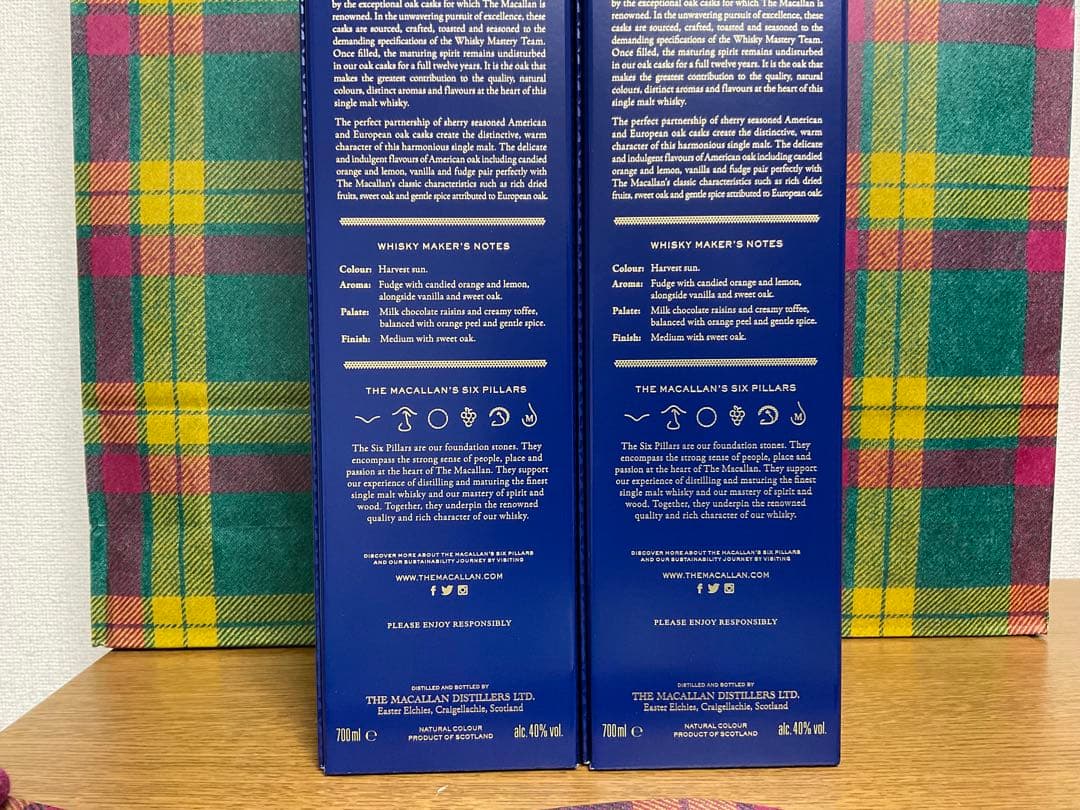 by the exceptional oak casks for which The Macallan is
renowned. In the unwavering pursuit of excellence, these
casks are sourced, crafted, toasted and seasoned to the
demanding specifications of the Whisky Mastery Team.
Once filled, the maturing spirit remains undisturbed
in our oak casks for a full twelve years. It is the oak that
makes the greatest contribution to the quality, natural
colours, distinct aromas and flavours at the heart of this
single malt whisky.
The perfect partnership of sherry seasoned American
and European oak casks create the distinctive, warm
character of this harmonious single malt. The delicate
and indulgent flavours of American oak including candied
orange and lemon, vanilla and fudge pair perfectly with
The Macallan's classic characteristics such as rich dried
fruits, sweet oak and gentle spice attributed to European oak.
WHISKY MAKER'S NOTES
Colour: Harvest sun.
Aroma: Fudge with candied orange and lemon,
alongside vanilla and sweet oak.
Palate: Milk chocolate raisins and creamy toffee,
balanced with orange peel and gentle spice.
Finish: Medium with sweet oak.
THE MACALLAN'S SIX PILLARS
M
The Six Pillars are our foundation stones. They
encompass the strong sense of people, place and
passion at the heart of The Macallan. They support
our experience of distilling and maturing the finest
single malt whisky and our mastery of spirit and
wood. Together, they underpin the renowned
quality and rich character of our whisky.
DISCOVER MORE ABOUT THE MACALLAN'S SIX PILLARS
AND OUR SUSTAINABILITY JOURNEY BY VISITING
WWW.THEMACALLAN.COM
PLEASE ENJOY RESPONSIBLY
DISTILLED AND BOTTLED BY
THE MACALLAN DISTILLERS LTD.
Easter Elchies, Craigellachie, Scotland
700ml ℮ NATURAL COLOUR alc. 40% vol.
PRODUCT OF SCOTLAND
by the exceptional oak casks for which The Macallan is
renowned. In the unwavering pursuit of excellence, these
casks are sourced, crafted, toasted and seasoned to the
demanding specifications of the Whisky Mastery Team.
Once filled, the maturing spirit remains undisturbed
in our oak casks for a full twelve years. It is the oak that
makes the greatest contribution to the quality, natural
colours, distinct aromas and flavours at the heart of this
single malt whisky.
The perfect partnership of sherry seasoned American
and European oak casks create the distinctive, warm
character of this harmonious single malt. The delicate
and indulgent flavours of American oak including candied
orange and lemon, vanilla and fudge pair perfectly with
The Macallan's classic characteristics such as rich dried
fruits, sweet oak and gentle spice attributed to European oak.
WHISKY MAKER'S NOTES
Colour: Harvest sun.
Aroma: Fudge with candied orange and lemon,
alongside vanilla and sweet oak.
Palate: Milk chocolate raisins and creamy toffee,
balanced with orange peel and gentle spice.
Finish: Medium with sweet oak.
THE MACALLAN'S SIX PILLARS
M
The Six Pillars are our foundation stones. They
encompass the strong sense of people, place and
passion at the heart of The Macallan. They support
our experience of distilling and maturing the finest
single malt whisky and our mastery of spirit and
wood. Together, they underpin the renowned
quality and rich character of our whisky.
DISCOVER MORE ABOUT THE MACALLAN'S SIX PILLARS
AND OUR SUSTAINABILITY JOURNEY BY VISITING
WWW.THEMACALLAN.COM
PLEASE ENJOY RESPONSIBLY
DISTILLED AND BOTTLED BY
THE MACALLAN DISTILLERS LTD.
Easter Elchies, Craigellachie, Scotland
700ml ℮ NATURAL COLOUR alc. 40% vol.
PRODUCT OF SCOTLAND